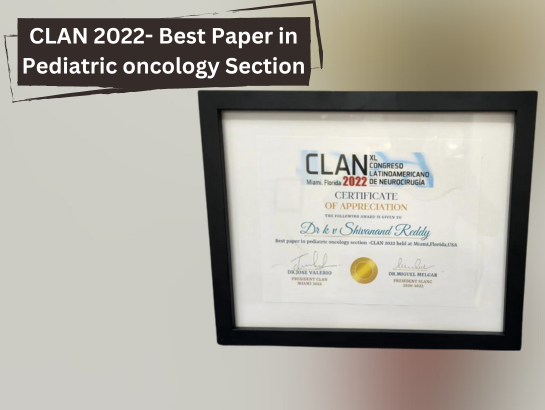 CLAN 2022- Best Paper in
Pediatric oncology Section
CLAN XL
CONGRESO
LATINOAMERICANO
Miami, Florida 2022 DE NEUROCIRUGÍA
CERTIFICATE
OF APPRECIATION
THE FOLLOWING AWARD IS GIVEN TO
Dr k v Shivanand Reddy
Best paper in pediatric oncology section - CLAN 2022 held at Miami,Florida,USA
DR.JOSE VALERIO
PRESIDENT CLAN
MIAMI 2022
DR.MIGUEL MELGAR
PRESIDENT FLANC